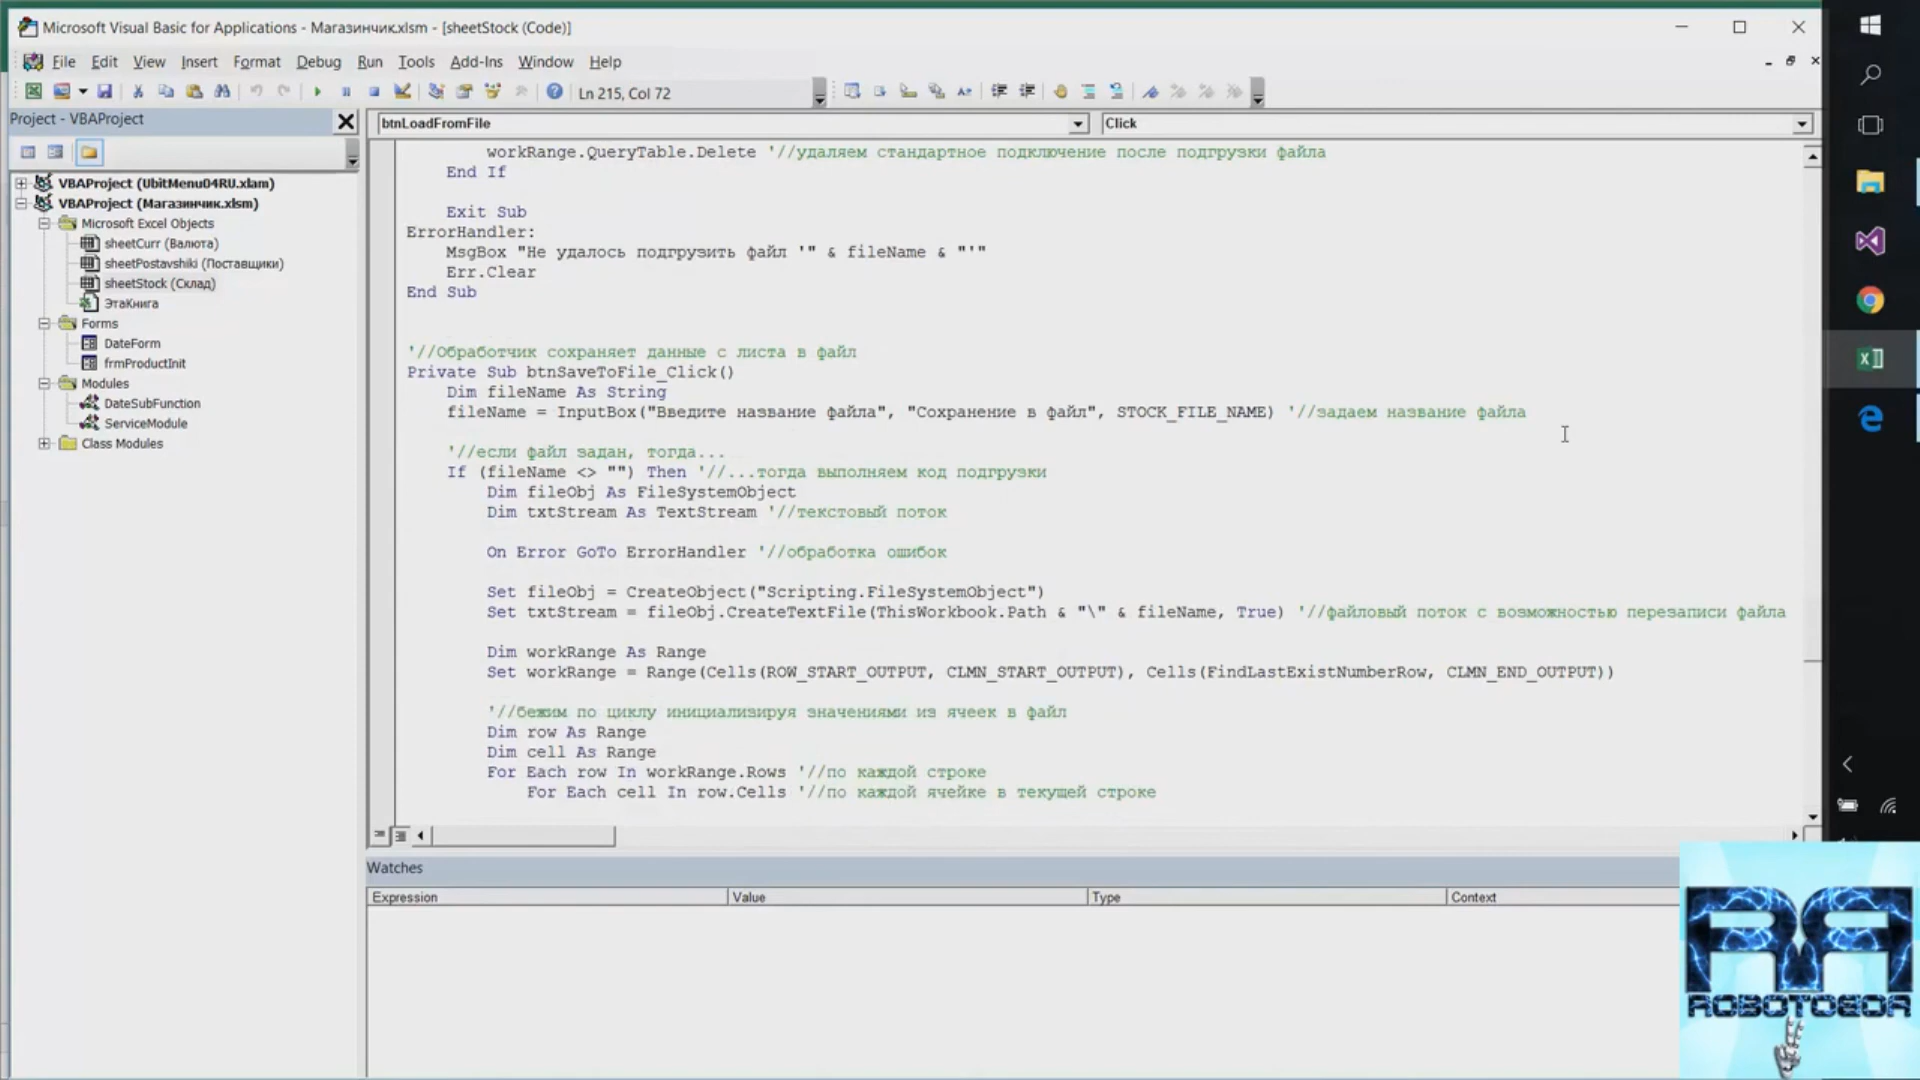 Microsoft Visual Basic for Applications - Магазинчик.xlsm - [sheetStock (Code)]
File Edit View Insert Format Debug Run Tools Add-Ins Window Help
Ln 215, Col 72
Project - VBAProject
btnLoadFromFile
Click
VBAProject (UbitMenu04RU.xlam)
VBAProject (Магазинчик.xlsm)
Microsoft Excel Objects
sheetCurr (Валюта)
sheetPostavshiki (Поставщики)
sheetStock (Склад)
ЭтаКнига
Forms
DateForm
frmProductInit
Modules
DateSubFunction
ServiceModule
Class Modules
workRange.QueryTable.Delete '//удаляем стандартное подключение после подгрузки файла
End If
Exit Sub
ErrorHandler:
MsgBox "Не удалось подгрузить файл '" & fileName & "'"
Err.Clear
End Sub
'//Обработчик сохраняет данные с листа в файл
Private Sub btnSaveToFile_Click()
Dim fileName As String
fileName = InputBox("Введите название файла", "Сохранение в файл", STOCK_FILE_NAME) '//задаем название файла
'//если файл задан, тогда...
If (fileName <> "") Then '//...тогда выполняем код подгрузки
Dim fileObj As FileSystemObject
Dim txtStream As TextStream '//текстовый поток
On Error GoTo ErrorHandler '//обработка ошибок
Set fileObj = CreateObject("Scripting.FileSystemObject")
Set txtStream = fileObj.CreateTextFile(ThisWorkbook.Path & "\" & fileName, True) '//файловый поток с возможностью перезаписи файла
Dim workRange As Range
Set workRange = Range(Cells(ROW_START_OUTPUT, CLMN_START_OUTPUT), Cells(FindLastExistNumberRow, CLMN_END_OUTPUT))
'//бежим по циклу инициализируя значениями из ячеек в файл
Dim row As Range
Dim cell As Range
For Each row In workRange.Rows '//по каждой строке
For Each cell In row.Cells '//по каждой ячейке в текущей строке
Watches
Expression Value Type Context